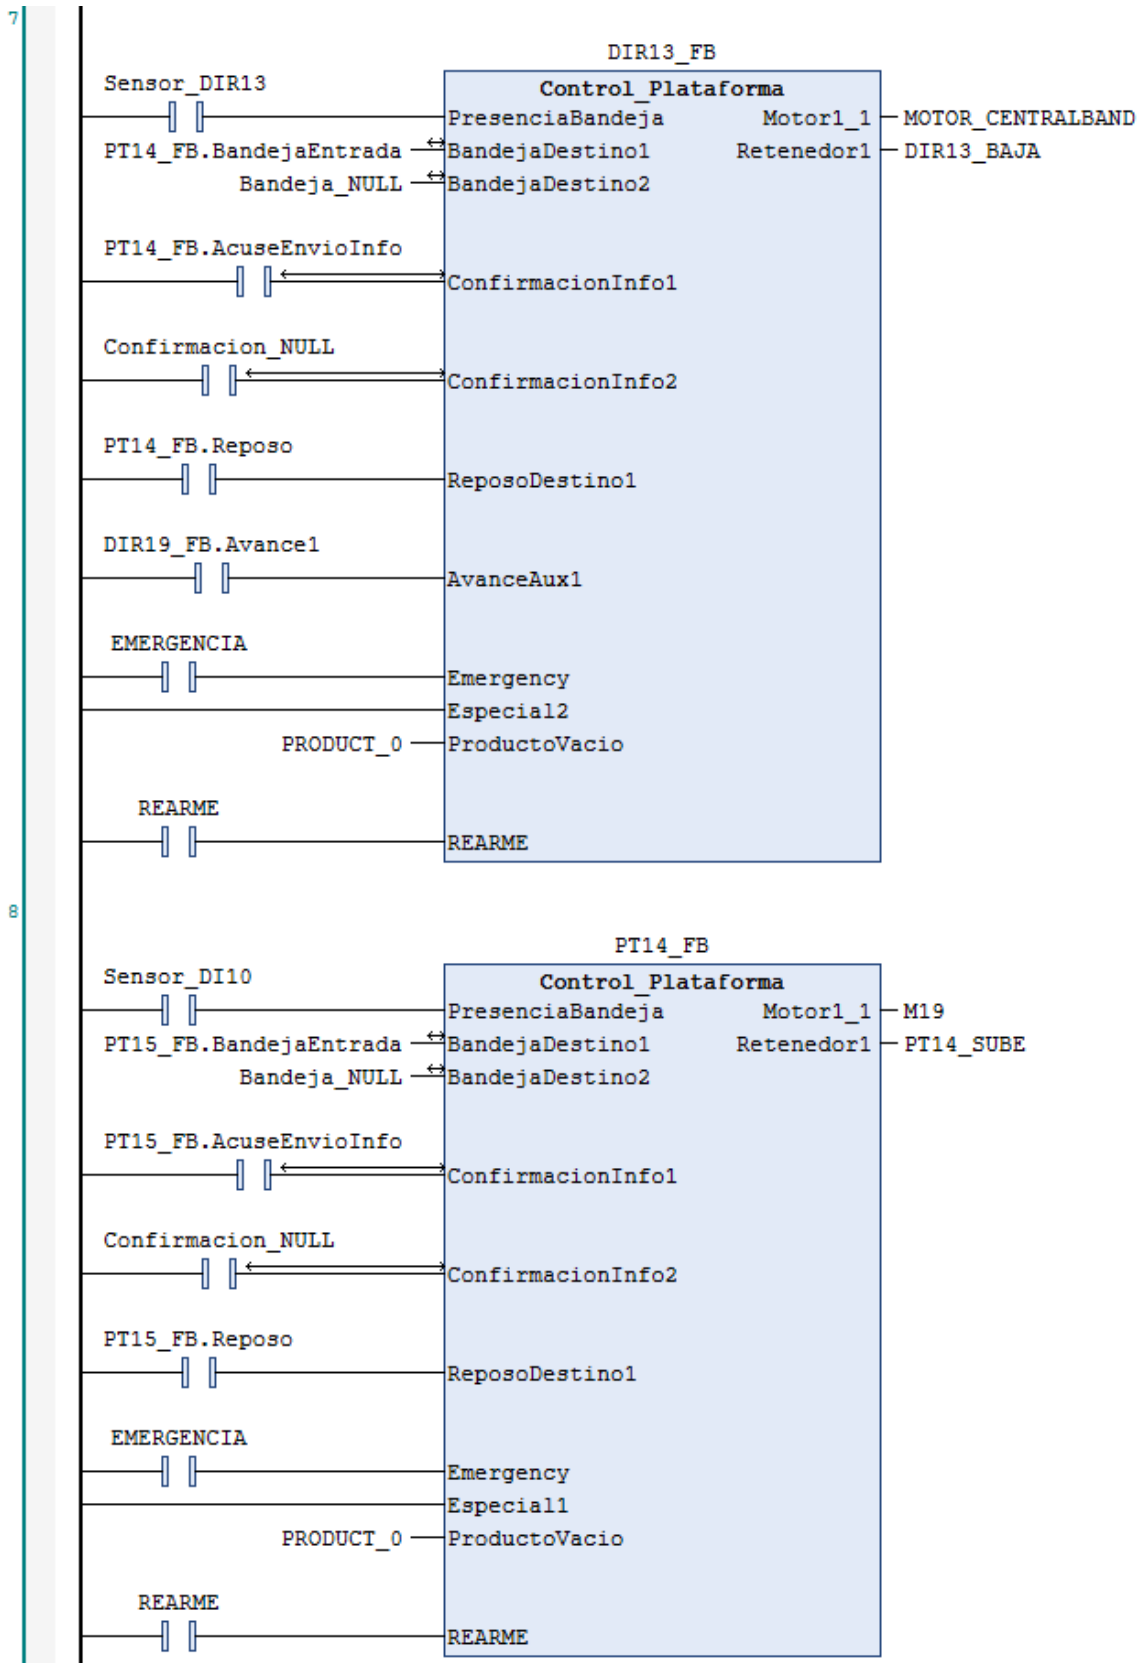 7
DIR13_FB
Sensor_DIR13
Control_Plataforma
PresenciaBandeja Motor1_1 MOTOR_CENTRALBAND
PT14_FB.BandejaEntrada BandejaDestino1 Retenedor1 DIR13_BAJA
Bandeja_NULL BandejaDestino2
PT14_FB.AcuseEnvioInfo
ConfirmacionInfo1
Confirmacion_NULL
ConfirmacionInfo2
PT14_FB.Reposo
ReposoDestino1
DIR19_FB.Avance1
AvanceAux1
EMERGENCIA
Emergency
Especial2
PRODUCT_0 ProductoVacio
REARME
REARME
8
PT14_FB
Sensor_DI10
Control_Plataforma
PresenciaBandeja Motor1_1 M19
PT15_FB.BandejaEntrada BandejaDestino1 Retenedor1 PT14_SUBE
Bandeja_NULL BandejaDestino2
PT15_FB.AcuseEnvioInfo
ConfirmacionInfo1
Confirmacion_NULL
ConfirmacionInfo2
PT15_FB.Reposo
ReposoDestino1
EMERGENCIA
Emergency
Especial1
PRODUCT_0 ProductoVacio
REARME
REARME